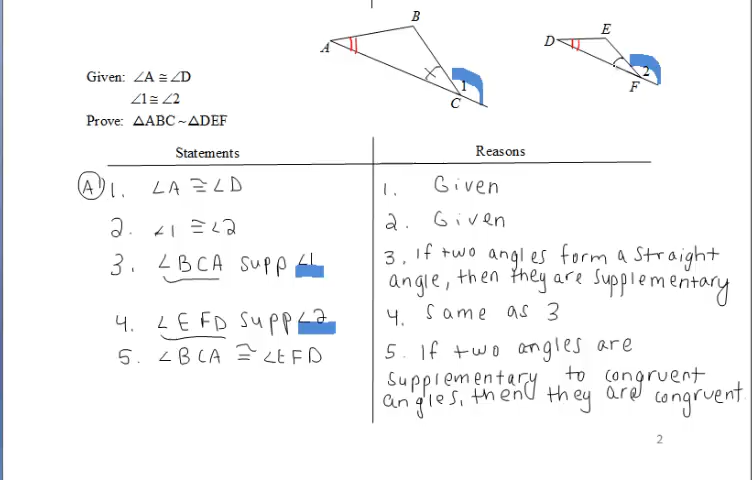 B
A
1
C
E
D
2
F
Given: ∠A ≅ ∠D
∠1 ≅ ∠2
Prove: △ABC ~ △DEF
Statements
Reasons
A 1. ∠A ≅ ∠D
1. Given
2. ∠1 ≅ ∠2
2. Given
3. ∠BCA supp ∠1
3. If two angles form a straight
angle, then they are supplementary
4. ∠EFD supp ∠2
4. Same as 3
5. ∠BCA ≅ ∠EFD
5. If two angles are
supplementary to congruent
angles, then they are congruent.
2